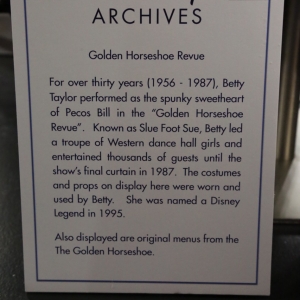 ARCHIVES
Golden Horseshoe Revue
For over thirty years (1956 - 1987), Betty
Taylor performed as the spunky sweetheart
of Pecos Bill in the “Golden Horseshoe
Revue”.  Known as Slue Foot Sue, Betty led
a troupe of Western dance hall girls and
entertained thousands of guests until the
show’s final curtain in 1987.  The costumes
and props on display here were worn and
used by Betty.   She was named a Disney
Legend in 1995.
Also displayed are original menus from the
The Golden Horseshoe.